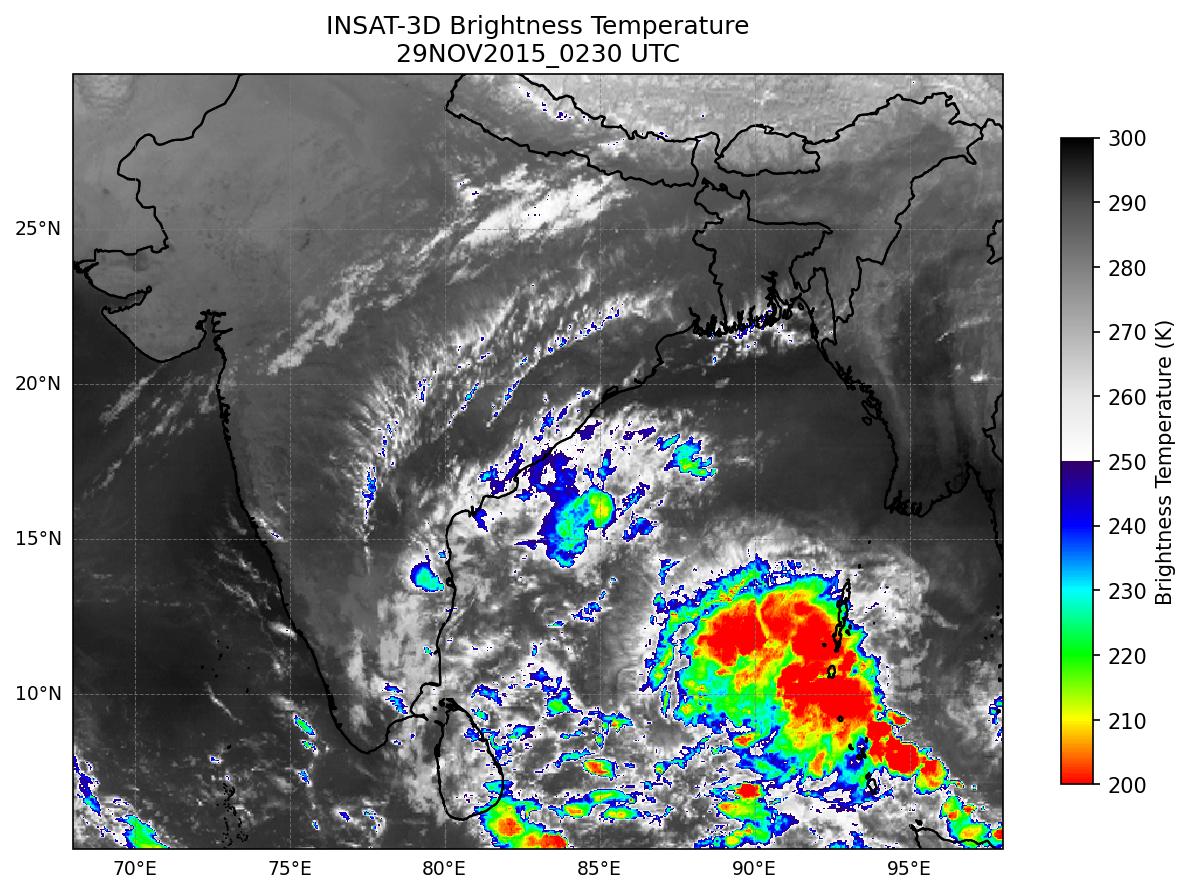 INSAT-3D Brightness Temperature
29NOV2015_0230 UTC
25°N
20°N
15°N
10°N
70°E
75°E
80°E
85°E
90°E
95°E
300
290
280
270
260
250
240
230
220
210
200
Brightness Temperature (K)